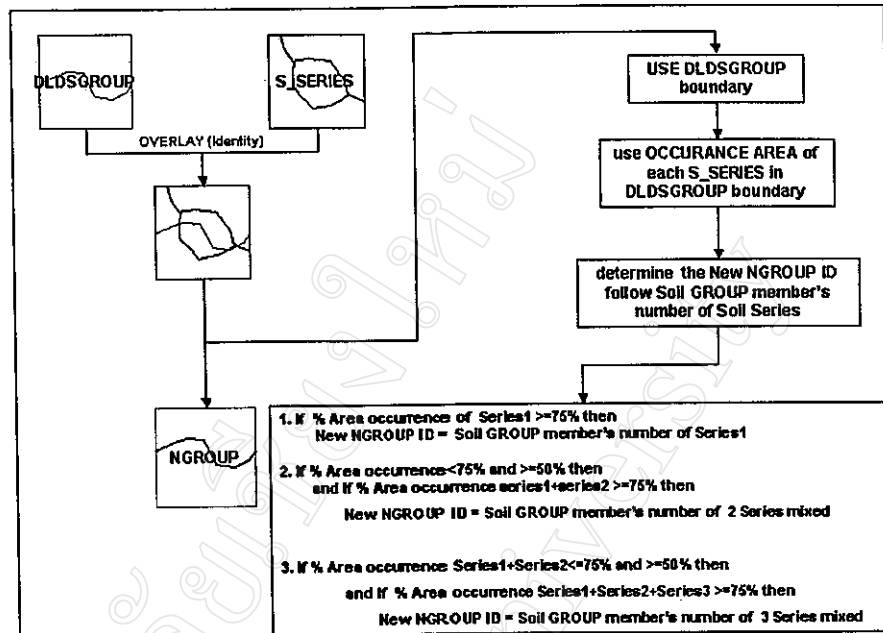 DLDSGROUP
S_SERIES
OVERLAY (Identity)
NGROUP
USE DLDSGROUP
boundary
use OCCURANCE AREA of
each S_SERIES in
DLDSGROUP boundary
determine the New NGROUP ID
follow Soil GROUP member's
number of Soil Series
1. If % Area occurrence of Series1 >=75% then
New NGROUP ID = Soil GROUP member's number of Series1
2. If % Area occurrence<75% and >=50% then
and If % Area occurrence series1+series2 >=75% then
New NGROUP ID = Soil GROUP member's number of 2 Series mixed
3. If % Area occurrence Series1+Series2<=75% and >=50% then
and If % Area occurrence Series1+Series2+Series3 >=75% then
New NGROUP ID = Soil GROUP member's number of 3 Series mixed
University